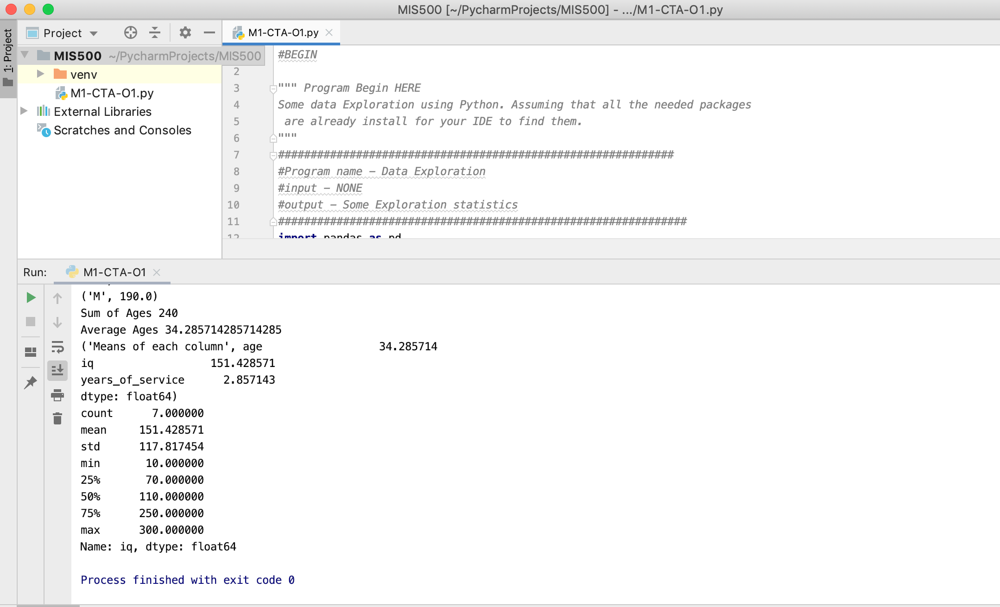 MIS500 [~/PycharmProjects/MIS500] - .../M1-CTA-O1.py
1: Project
Project
M1-CTA-O1.py
MIS500 ~/PycharmProjects/MIS500
venv
M1-CTA-O1.py
External Libraries
Scratches and Consoles
#BEGIN
2
3 """ Program Begin HERE
4 Some data Exploration using Python. Assuming that all the needed packages
5 are already install for your IDE to find them.
6 """
7 #############################################################
8 #Program name - Data Exploration
9 #input - NONE
10 #output - Some Exploration statistics
11 ###############################################################
12 import pandas as pd
Run: M1-CTA-O1
('M', 190.0)
Sum of Ages 240
Average Ages 34.285714285714285
('Means of each column', age                  34.285714
iq                  151.428571
years_of_service      2.857143
dtype: float64)
count      7.000000
mean     151.428571
std      117.817454
min       10.000000
25%       70.000000
50%      110.000000
75%      250.000000
max      300.000000
Name: iq, dtype: float64
Process finished with exit code 0